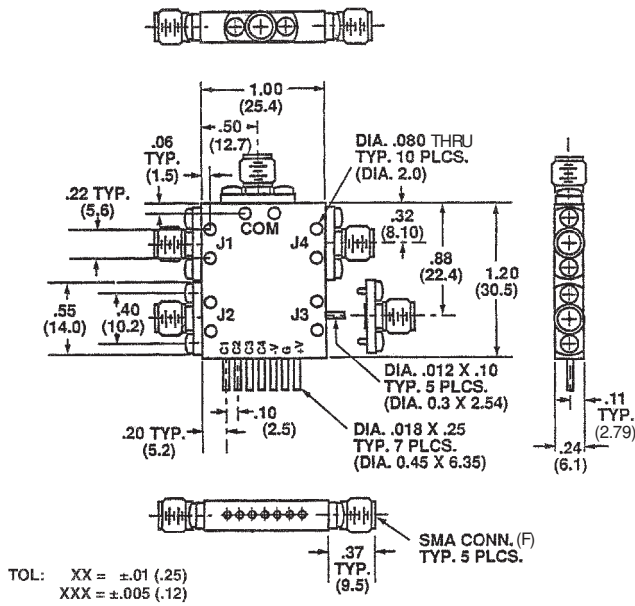 1.00
(25.4)
.50
(12.7)
.06
TYP.
(1.5)
DIA. .080 THRU
TYP. 10 PLCS.
(DIA. 2.0)
.22 TYP.
(5.6)
COM
J1
J4
.32
(8.10)
.88
(22.4)
1.20
(30.5)
.55
(14.0)
.40
(10.2)
J2
J3
C1
C2
C3
C4
-V
G
+V
DIA. .012 X .10
TYP. 5 PLCS.
(DIA. 0.3 X 2.54)
.10
(2.5)
.20 TYP.
(5.2)
DIA. .018 X .25
TYP. 7 PLCS.
(DIA. 0.45 X 6.35)
.11
TYP.
(2.79)
.24
(6.1)
SMA CONN. (F)
TYP. 5 PLCS.
.37
TYP.
(9.5)
TOL: XX = ±.01 (.25)
XXX = ±.005 (.12)